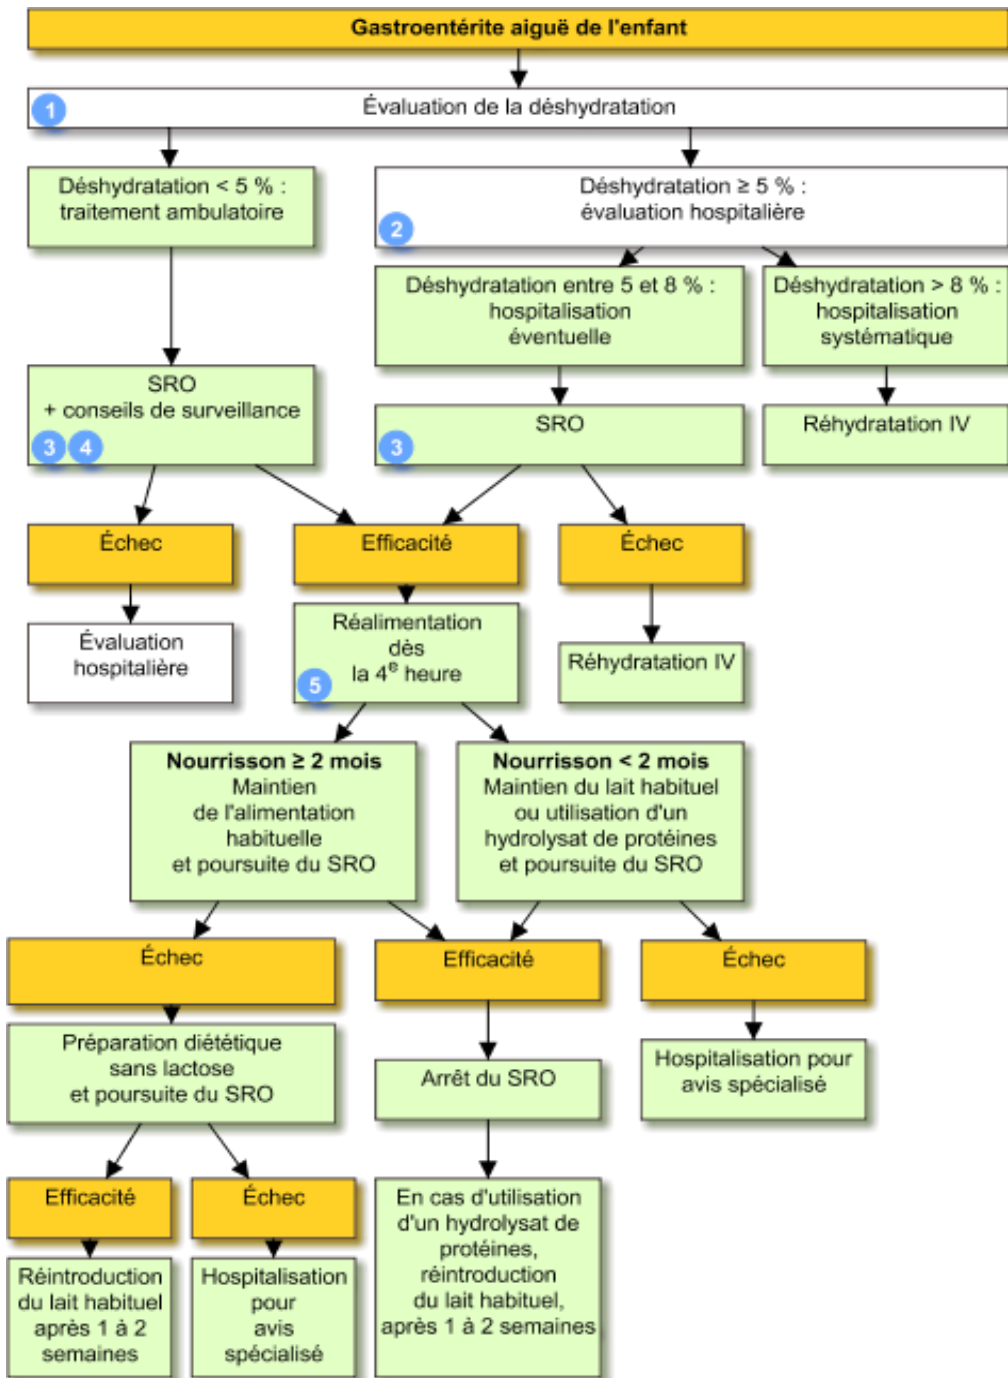 Gastroentérite aiguë de l'enfant
1
Évaluation de la déshydratation
Déshydratation < 5 % :
traitement ambulatoire
Déshydratation ≥ 5 % :
évaluation hospitalière
2
Déshydratation entre 5 et 8 % :
hospitalisation
éventuelle
Déshydratation > 8 % :
hospitalisation
systématique
SRO
+ conseils de surveillance
3 4
SRO
3
Réhydratation IV
Échec
Efficacité
Échec
Évaluation
hospitalière
Réalimentation
dès
la 4e heure
5
Réhydratation IV
Nourrisson ≥ 2 mois
Maintien
de l'alimentation
habituelle
et poursuite du SRO
Nourrisson < 2 mois
Maintien du lait habituel
ou utilisation d'un
hydrolysat de protéines
et poursuite du SRO
Échec
Efficacité
Échec
Préparation diététique
sans lactose
et poursuite du SRO
Arrêt du SRO
Hospitalisation pour
avis spécialisé
Efficacité
Échec
Réintroduction
du lait habituel
après 1 à 2
semaines
Hospitalisation
pour
avis
spécialisé
En cas d'utilisation
d'un hydrolysat de
protéines,
réintroduction
du lait habituel,
après 1 à 2 semaines